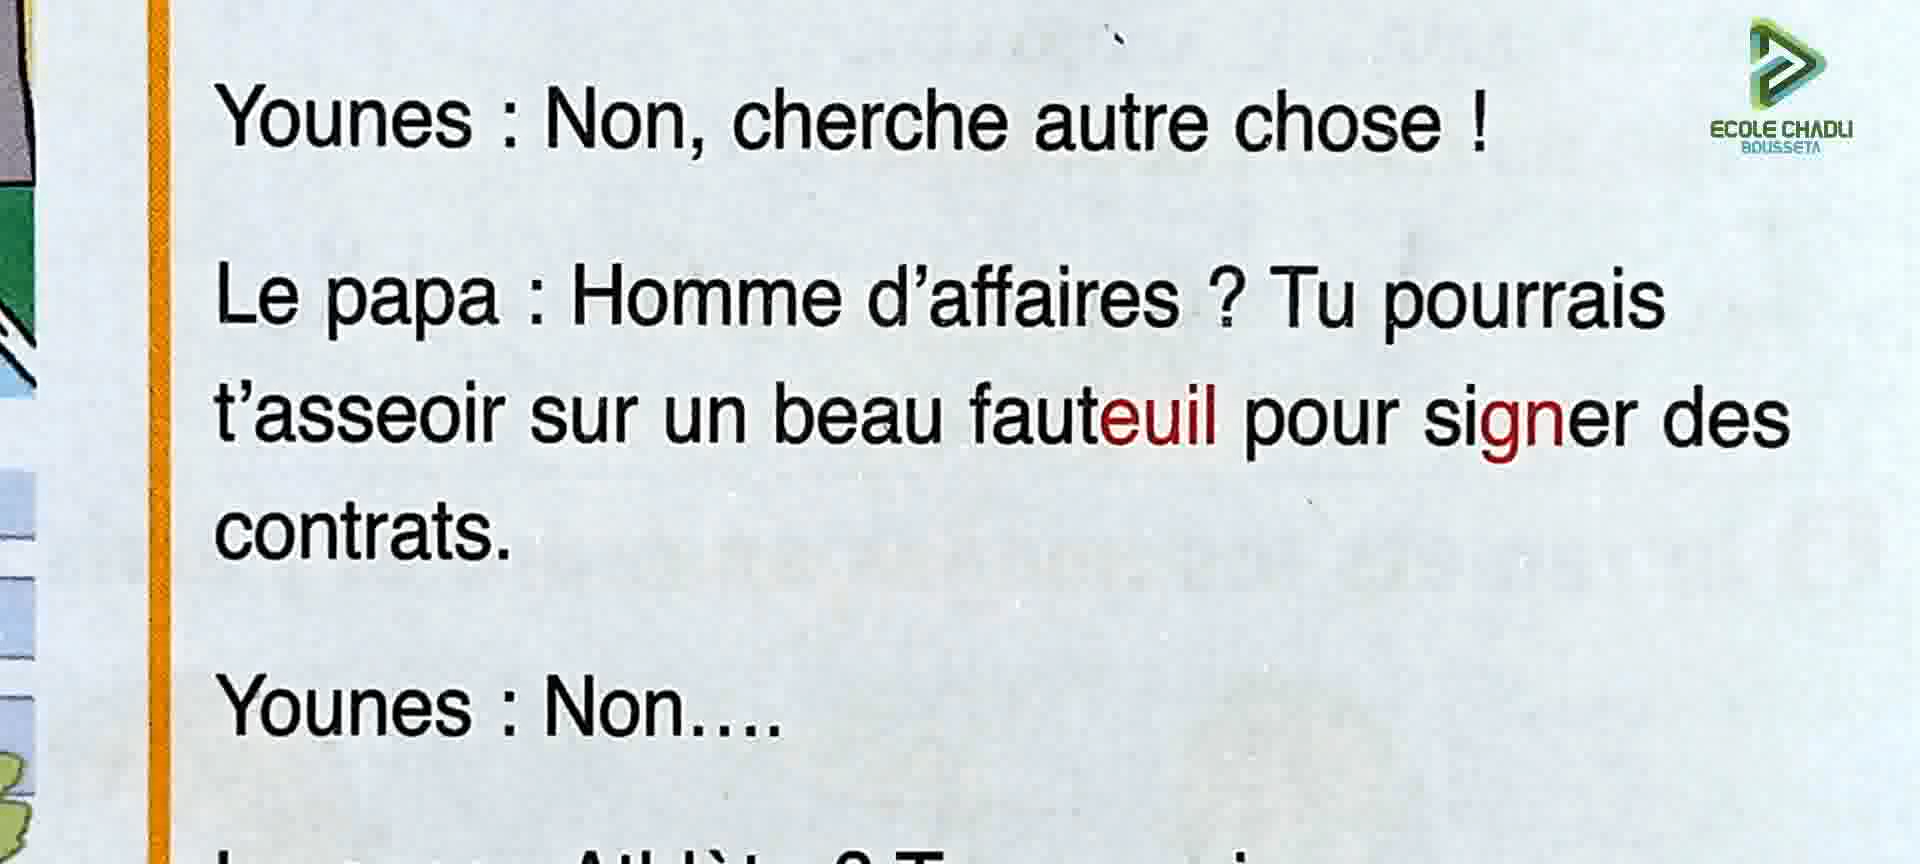 ECOLE CHADLI
BOUSSETA
Younes : Non, cherche autre chose !
Le papa : Homme d’affaires ? Tu pourrais
t’asseoir sur un beau fauteuil pour signer des
contrats.
Younes : Non....